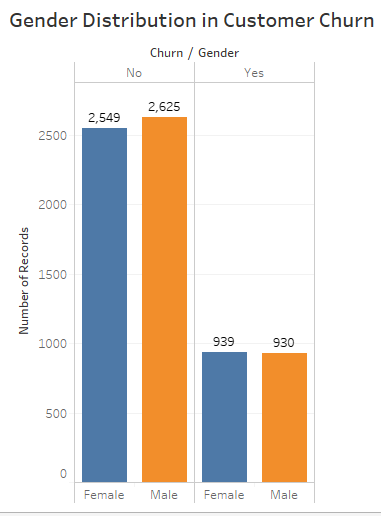 Gender Distribution in Customer Churn
Churn / Gender
No Yes
2,549 2,625 939 930
Number of Records
2500
2000
1500
1000
500
0
Female Male Female Male